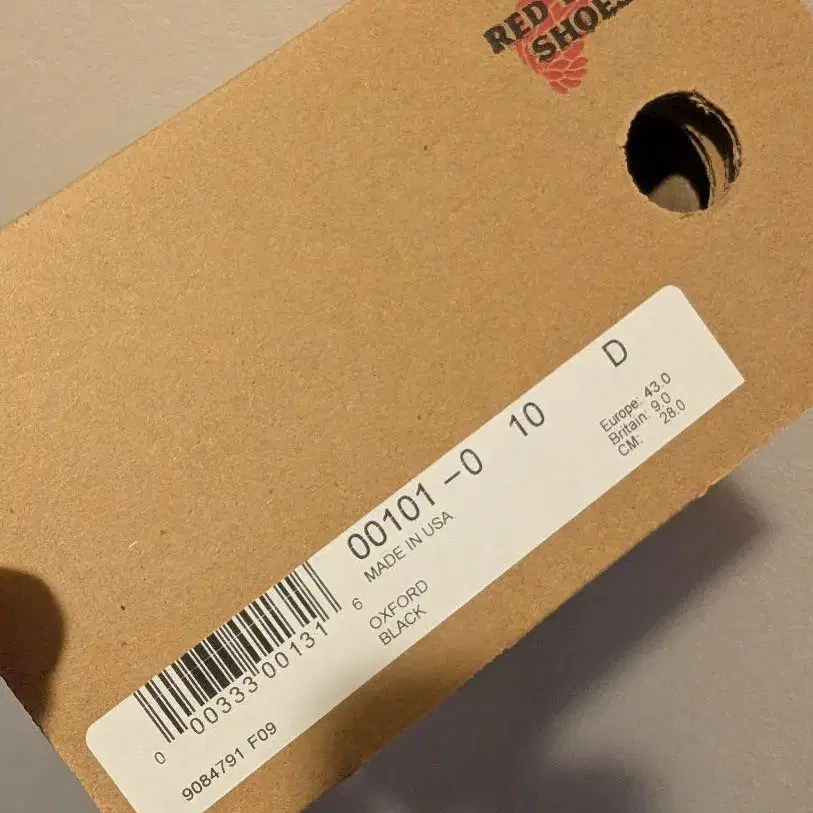 RED
SHOES
D
10
00101 -0
Europe: 43.0
Britain: 9.0
CM: 28.0
MADE IN USA
OXFORD
BLACK
0 00333 00131 6
9084791 F09